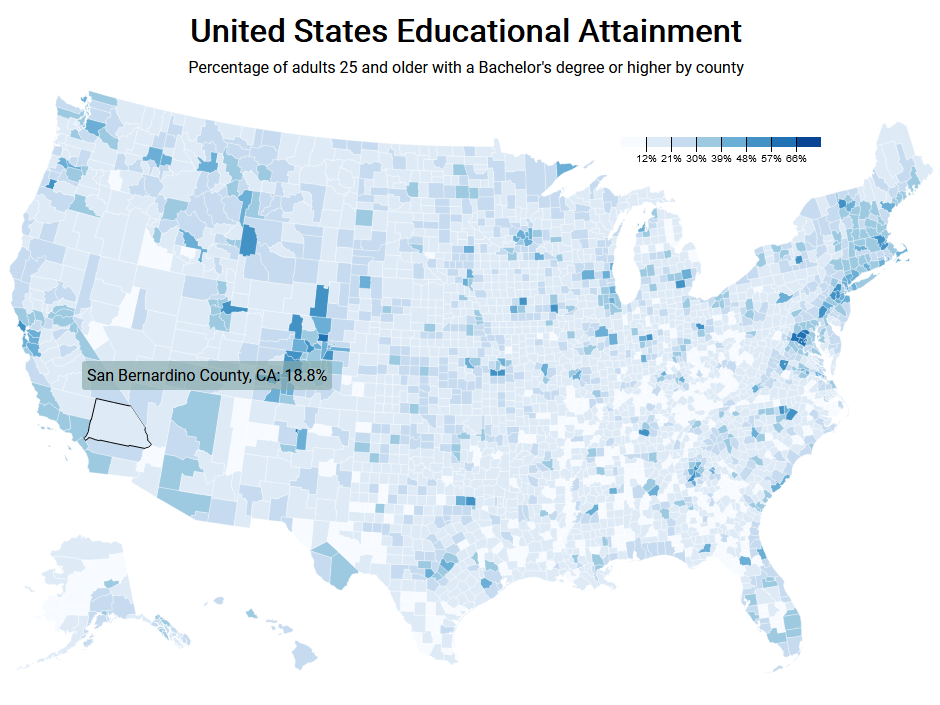 United States Educational Attainment
Percentage of adults 25 and older with a Bachelor's degree or higher by county
12% 21% 30% 39% 48% 57% 66%
San Bernardino County, CA: 18.8%